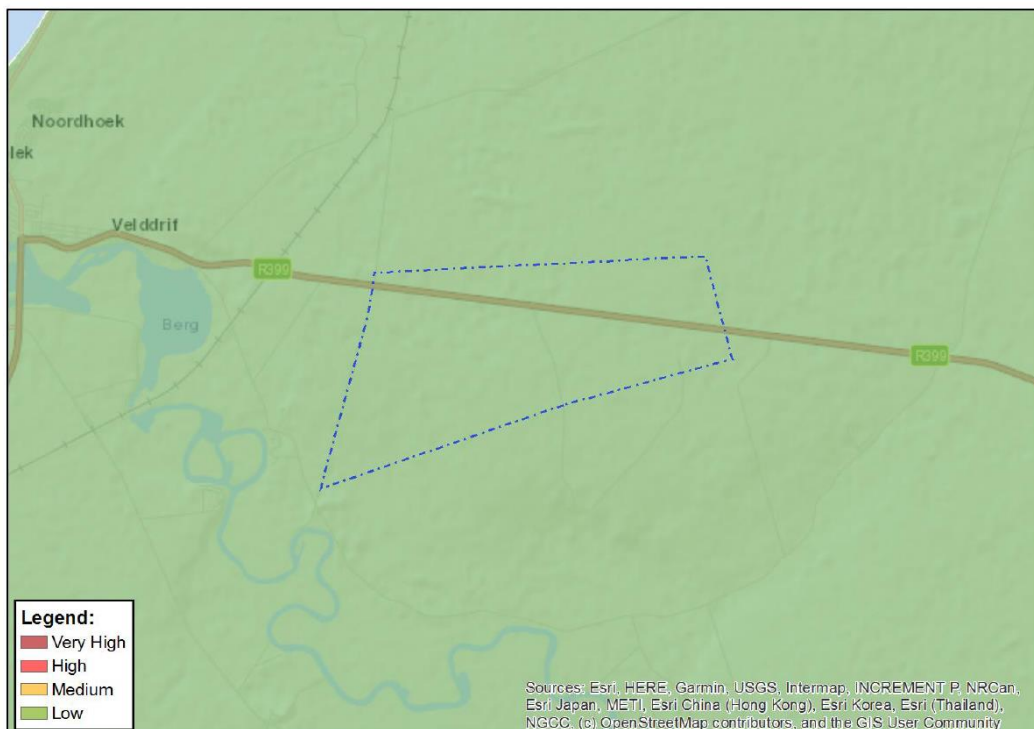 Noordhoek
lek
Velddrif
R399
Berg
R399
Legend:
Very High
High
Medium
Low
Sources: Esri, HERE, Garmin, USGS, Intermap, INCREMENT P, NRCan,
Esri Japan, METI, Esri China (Hong Kong), Esri Korea, Esri (Thailand),
NGCC, (c) OpenStreetMap contributors, and the GIS User Community